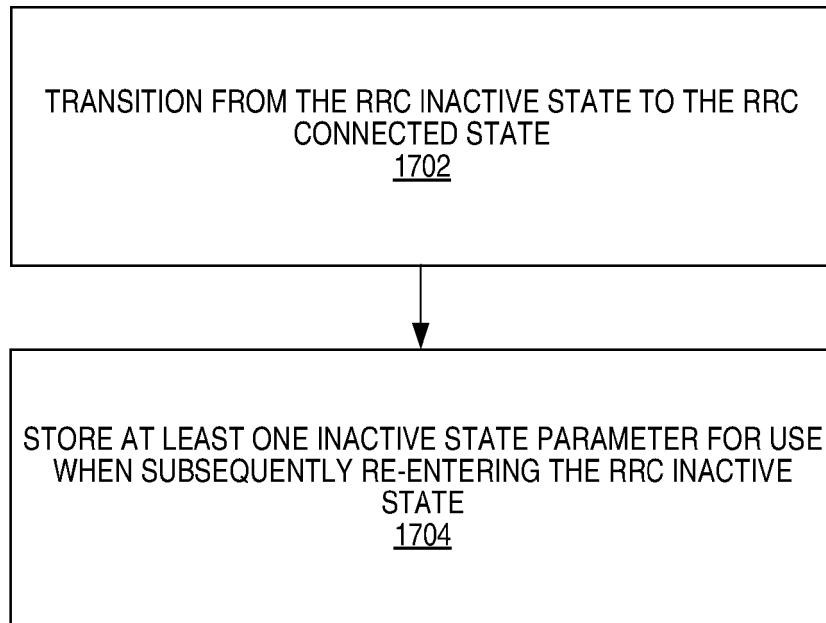 TRANSITION FROM THE RRC INACTIVE STATE TO THE RRC
CONNECTED STATE
1702
STORE AT LEAST ONE INACTIVE STATE PARAMETER FOR USE
WHEN SUBSEQUENTLY RE-ENTERING THE RRC INACTIVE
STATE
1704